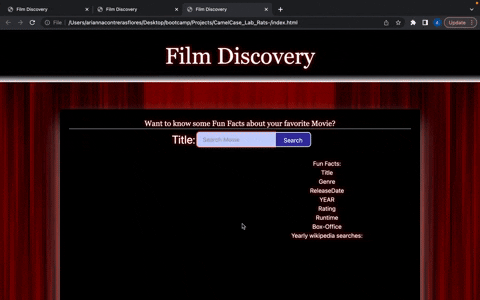 Film Discovery
Film Discovery
Film Discovery
File
/Users/ariannacontrerasflores/Desktop/bootcamp/Projects/CamelCase_Lab_Rats-/index.html
Update
Film Discovery
Want to know some Fun Facts about your favorite Movie?
Title:
Search Movie
Search
Fun Facts:
Title
Genre
ReleaseDate
YEAR
Rating
Runtime
Box-Office
Yearly wikipedia searches: